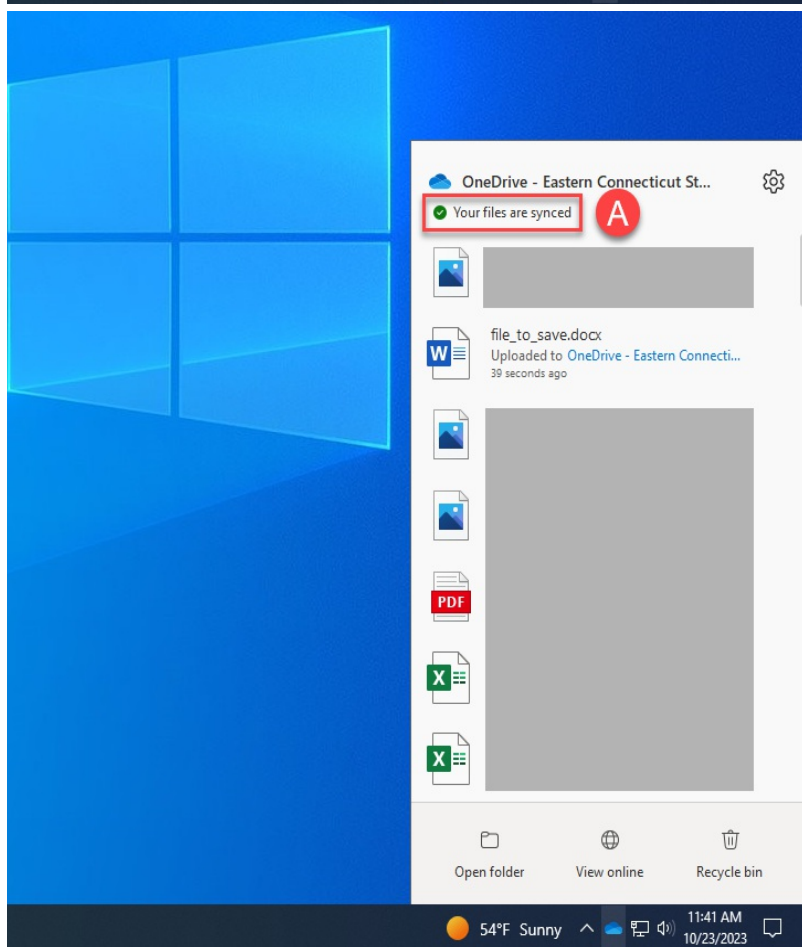 OneDrive - Eastern Connecticut St...
Your files are synced
A
file_to_save.docx
Uploaded to OneDrive - Eastern Connecti...
39 seconds ago
W
PDF
X
X
Open folder
View online
Recycle bin
54°F Sunny
11:41 AM
10/23/2023